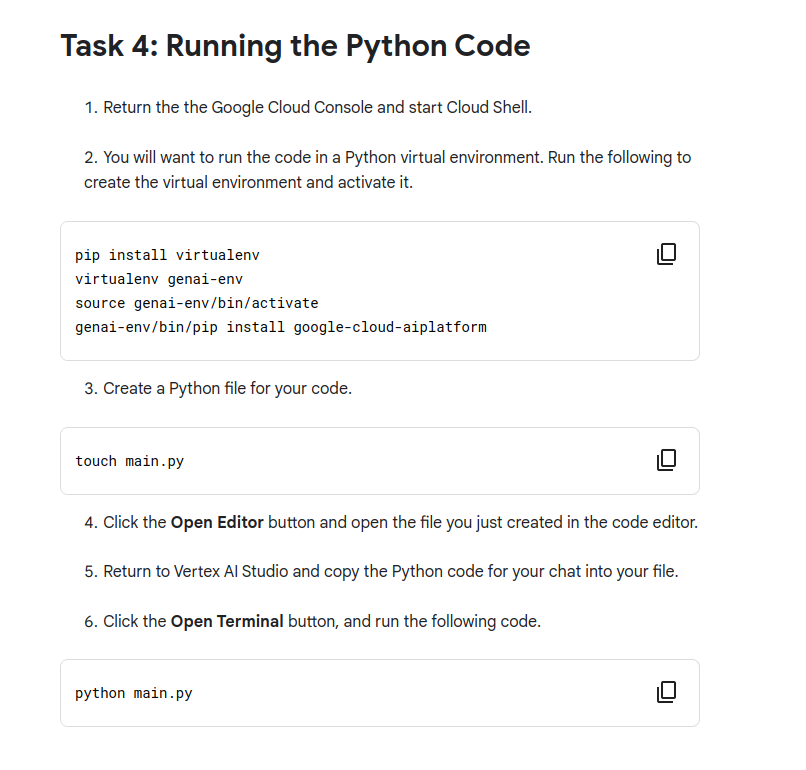 Task 4: Running the Python Code
1. Return the the Google Cloud Console and start Cloud Shell.
2. You will want to run the code in a Python virtual environment. Run the following to
create the virtual environment and activate it.
pip install virtualenv
virtualenv genai-env
source genai-env/bin/activate
genai-env/bin/pip install google-cloud-aiplatform
3. Create a Python file for your code.
touch main.py
4. Click the Open Editor button and open the file you just created in the code editor.
5. Return to Vertex AI Studio and copy the Python code for your chat into your file.
6. Click the Open Terminal button, and run the following code.
python main.py